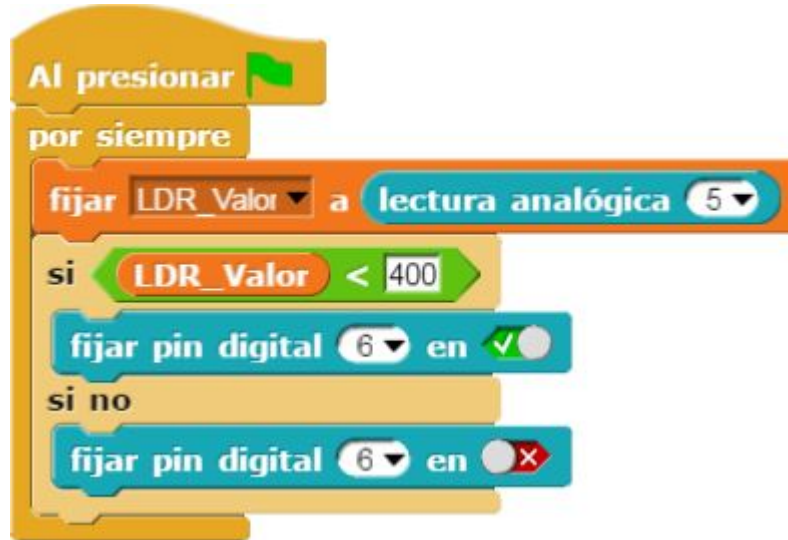 Al presionar
por siempre
fijar LDR_Valor a lectura analógica 5
si LDR_Valor < 400
fijar pin digital 6 en
si no
fijar pin digital 6 en